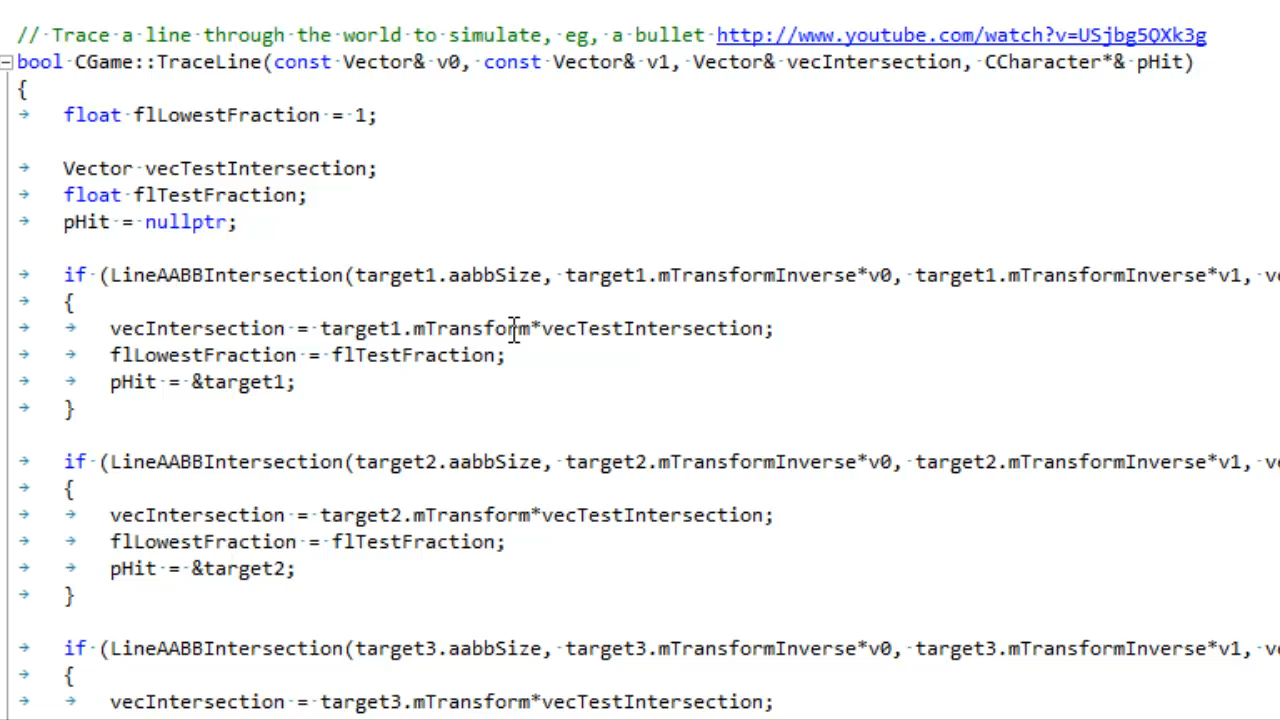 // Trace a line through the world to simulate, eg, a bullet http://www.youtube.com/watch?v=USjbg5QXk3g
bool CGame::TraceLine(const Vector& v0, const Vector& v1, Vector& vecIntersection, CCharacter*& pHit)
{
float flLowestFraction = 1;
Vector vecTestIntersection;
float flTestFraction;
pHit = nullptr;
if (LineAABBIntersection(target1.aabbSize, target1.mTransformInverse*v0, target1.mTransformInverse*v1, ve
{
vecIntersection = target1.mTransform*vecTestIntersection;
flLowestFraction = flTestFraction;
pHit = &target1;
}
if (LineAABBIntersection(target2.aabbSize, target2.mTransformInverse*v0, target2.mTransformInverse*v1, ve
{
vecIntersection = target2.mTransform*vecTestIntersection;
flLowestFraction = flTestFraction;
pHit = &target2;
}
if (LineAABBIntersection(target3.aabbSize, target3.mTransformInverse*v0, target3.mTransformInverse*v1, ve
{
vecIntersection = target3.mTransform*vecTestIntersection;